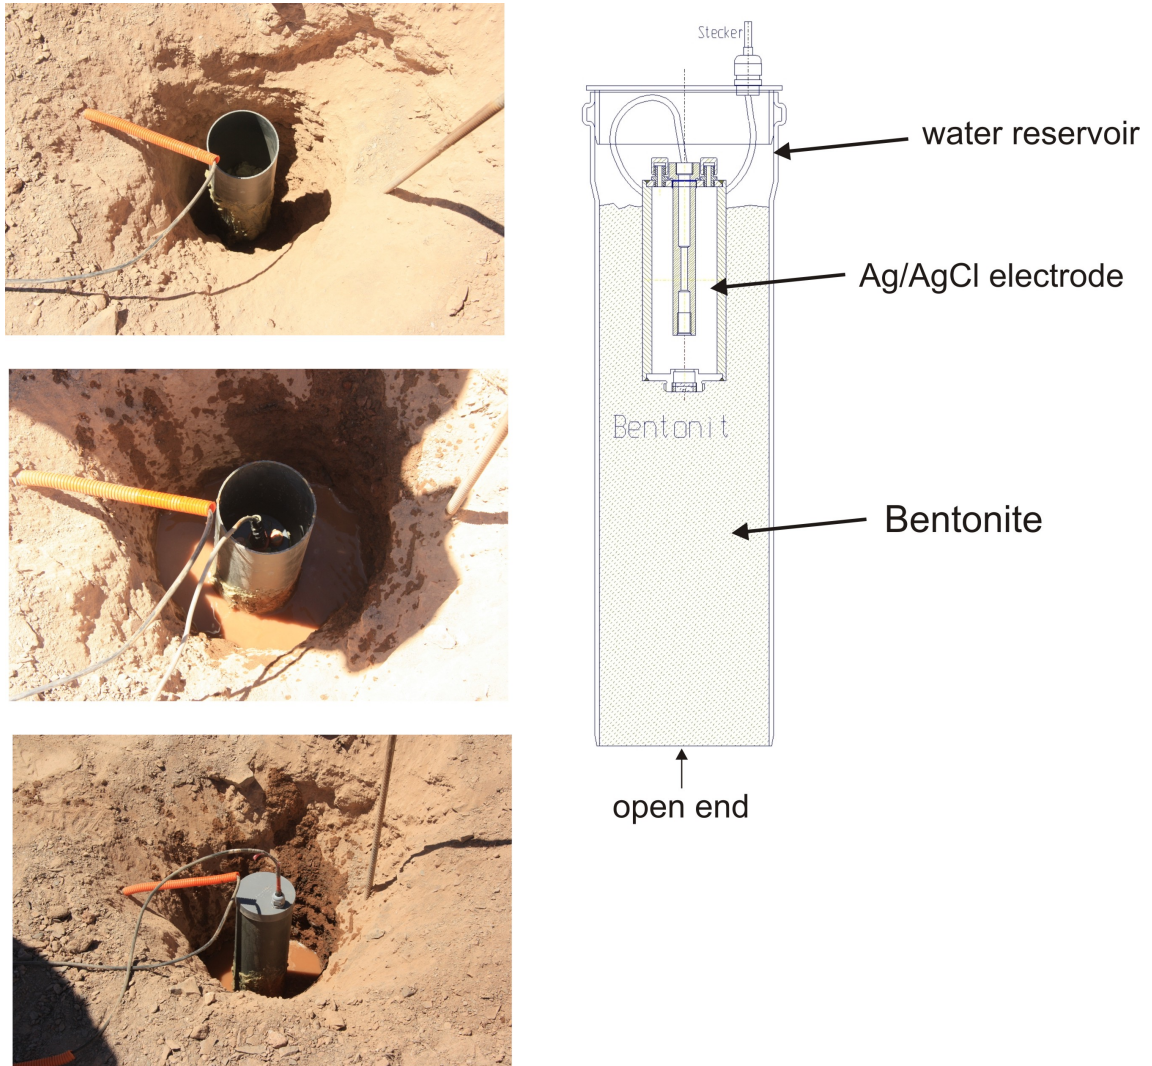 Stecker
water reservoir
Ag/AgCl electrode
Bentonit
Bentonite
open end